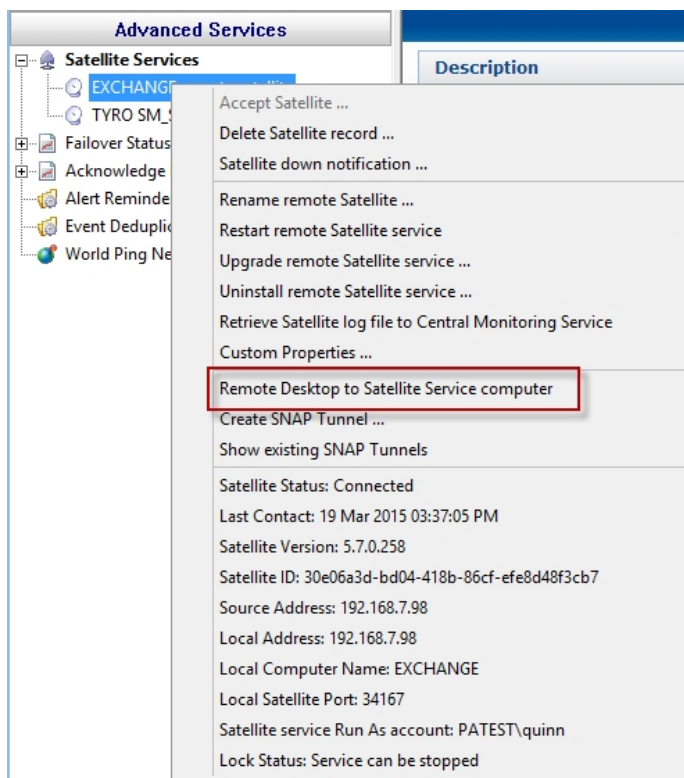 Advanced Services
Satellite Services
Description
TYRO SM_
Failover Status
Acknowledge
Alert
Event
World Ping
Accept Satellite ...
Delete Satellite record ...
Satellite down notification ...
Rename remote Satellite ...
Restart remote Satellite service
Upgrade remote Satellite service ...
Uninstall remote Satellite service ...
Retrieve Satellite log file to Central Monitoring Service
Custom Properties ...
Remote Desktop to Satellite Service computer
Create SNAP Tunnel ...
Show existing SNAP Tunnels
Satellite Status: Connected
Last Contact: 19 Mar 2015 03:37:05 PM
Satellite Version: 5.7.0.258
Satellite ID: 30e06a3d-bd04-418b-86cf-efe8d48f3cb7
Source Address: 192.168.7.98
Local Address: 192.168.7.98
Local Computer Name: EXCHANGE
Local Satellite Port: 34167
Satellite service Run As account: PATEST\quinn
Lock Status: Service can be stopped